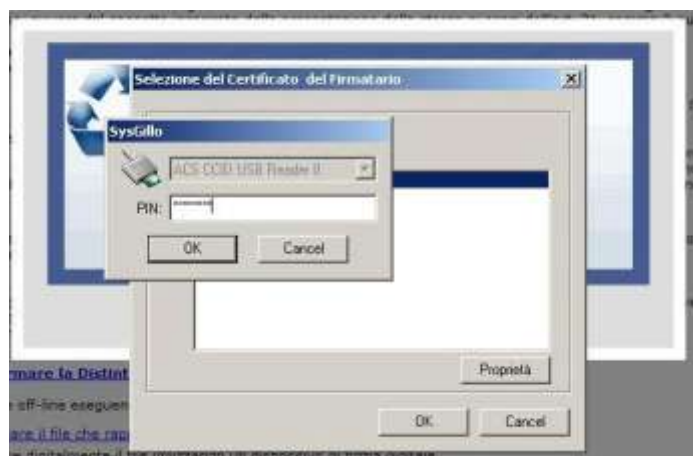 Selezione del Certificato del Firmatario
SysGillo
ACS CCID USB Reader 0
PIN: ********
OK
Cancel
Proprietà
OK
Cancel
rmare la Distint
off-line eseguen
are il file che rap